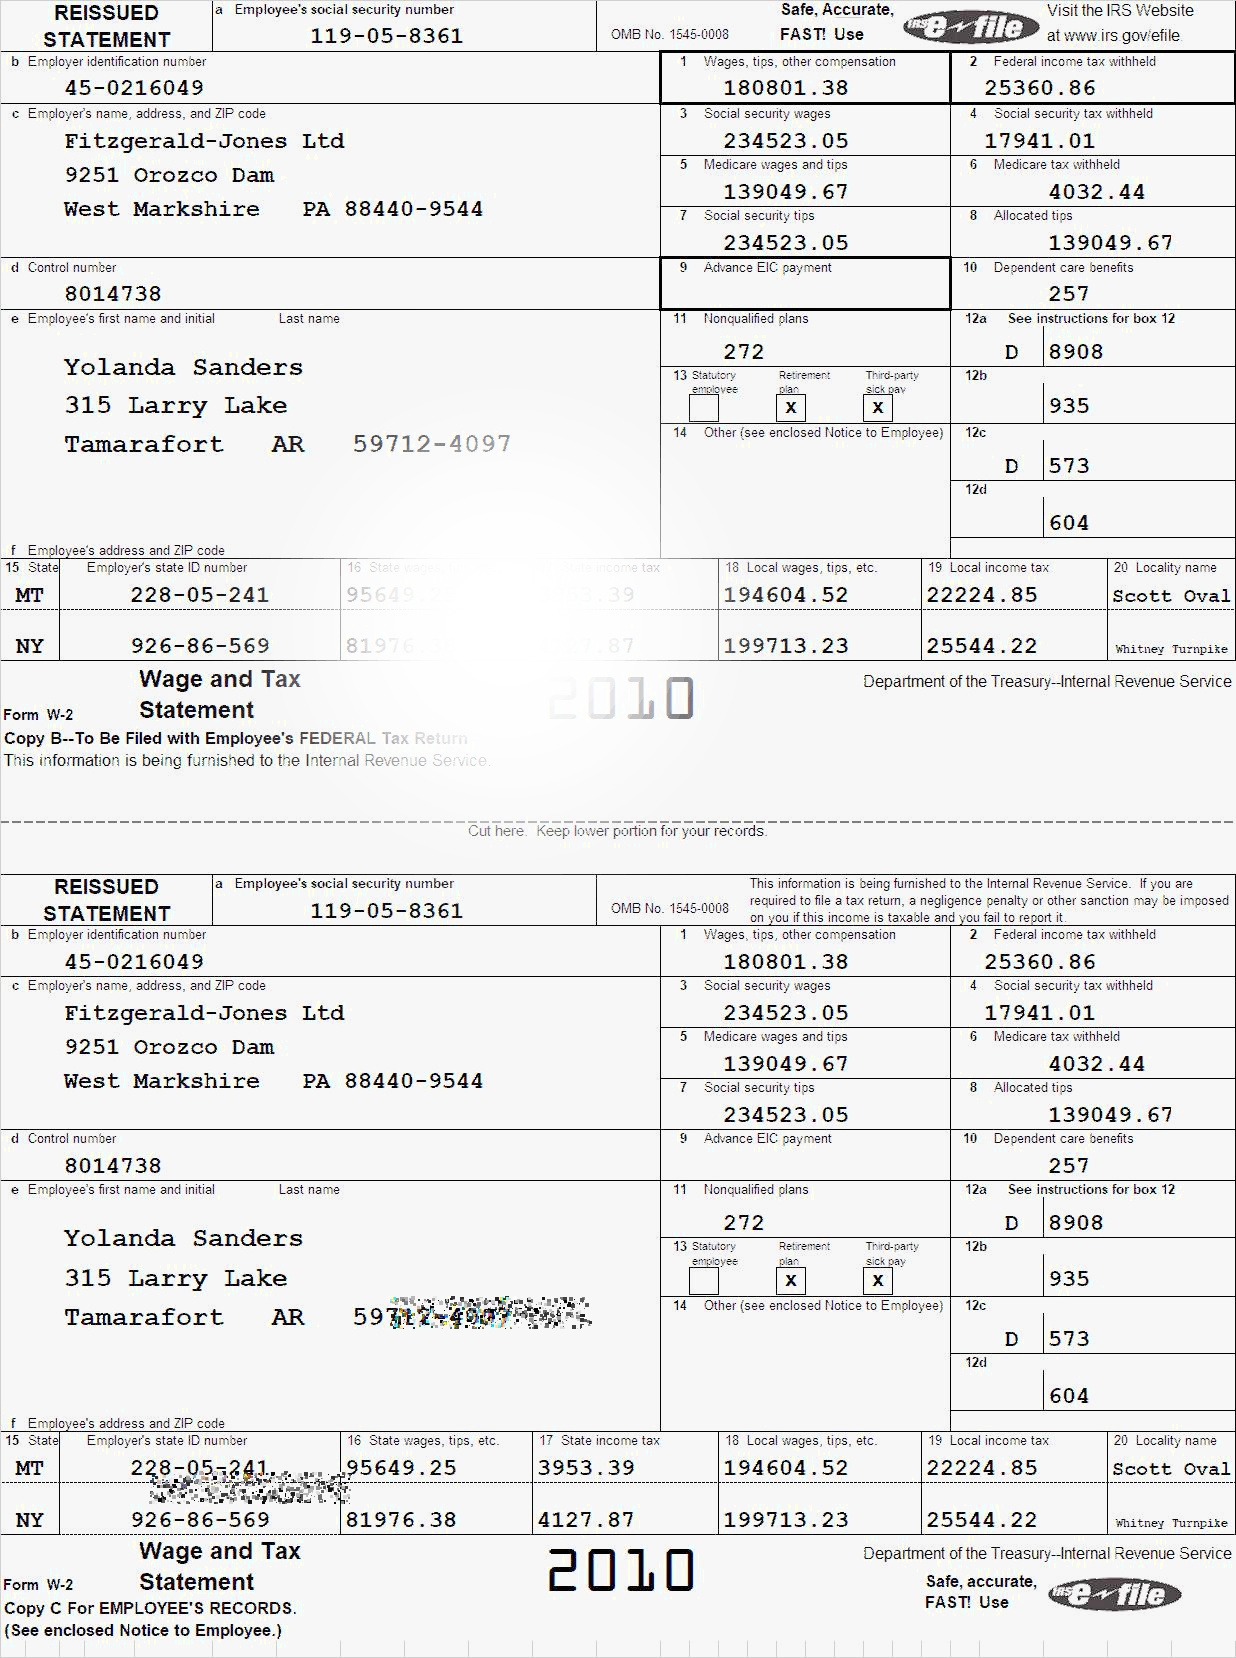 REISSUED STATEMENT
a Employee's social security number
119-05-8361
OMB No. 1545-0008
Safe, Accurate, FAST! Use
IRS e-file
Visit the IRS Website at www.irs.gov/efile
b Employer identification number
45-0216049
1 Wages, tips, other compensation
180801.38
2 Federal income tax withheld
25360.86
c Employer's name, address, and ZIP code
Fitzgerald-Jones Ltd
9251 Orozco Dam
West Markshire PA 88440-9544
3 Social security wages
234523.05
4 Social security tax withheld
17941.01
5 Medicare wages and tips
139049.67
6 Medicare tax withheld
4032.44
7 Social security tips
234523.05
8 Allocated tips
139049.67
d Control number
8014738
9 Advance EIC payment
10 Dependent care benefits
257
e Employee's first name and initial Last name
Yolanda Sanders
315 Larry Lake
Tamarafort AR 59712-4097
11 Nonqualified plans
272
12a See instructions for box 12
D 8908
13 Statutory employee
Retirement plan X
Third-party sick pay X
12b
935
14 Other (see enclosed Notice to Employee)
12c
D 573
12d
604
f Employee's address and ZIP code
15 State Employer's state ID number 16 State income tax 18 Local wages, tips, etc. 19 Local income tax 20 Locality name
MT 228-05-241 194604.52 22224.85 Scott Oval
NY 926-86-569 199713.23 25544.22 Whitney Turnpike
Wage and Tax
Statement
Form W-2
2010
Department of the Treasury--Internal Revenue Service
Copy B--To Be Filed with Employee's FEDERAL Tax Return
This information is being furnished to the Internal Revenue Service.
Cut here. Keep lower portion for your records.
REISSUED STATEMENT
a Employee's social security number
119-05-8361
OMB No. 1545-0008
This information is being furnished to the Internal Revenue Service. If you are
required to file a tax return, a negligence penalty or other sanction may be imposed
on you if this income is taxable and you fail to report it.
b Employer identification number
45-0216049
1 Wages, tips, other compensation
180801.38
2 Federal income tax withheld
25360.86
c Employer's name, address, and ZIP code
Fitzgerald-Jones Ltd
9251 Orozco Dam
West Markshire PA 88440-9544
3 Social security wages
234523.05
4 Social security tax withheld
17941.01
5 Medicare wages and tips
139049.67
6 Medicare tax withheld
4032.44
7 Social security tips
234523.05
8 Allocated tips
139049.67
d Control number
8014738
9 Advance EIC payment
10 Dependent care benefits
257
e Employee's first name and initial Last name
Yolanda Sanders
315 Larry Lake
Tamarafort AR 59712-4097
11 Nonqualified plans
272
12a See instructions for box 12
D 8908
13 Statutory employee
Retirement plan X
Third-party sick pay X
12b
935
14 Other (see enclosed Notice to Employee)
12c
D 573
12d
604
f Employee's address and ZIP code
15 State Employer's state ID number 16 State wages, tips, etc. 17 State income tax 18 Local wages, tips, etc. 19 Local income tax 20 Locality name
MT 228-05-241 95649.25 3953.39 194604.52 22224.85 Scott Oval
NY 926-86-569 81976.38 4127.87 199713.23 25544.22 Whitney Turnpike
Wage and Tax
Statement
Form W-2
2010
Department of the Treasury--Internal Revenue Service
Safe, accurate, FAST! Use
IRS e-file
Copy C For EMPLOYEE'S RECORDS.
(See enclosed Notice to Employee.)